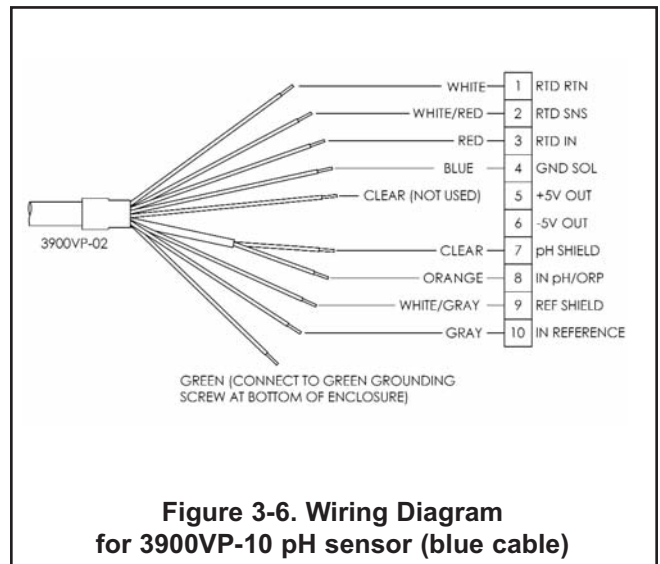 WHITE 1 RTD RTN
WHITE/RED 2 RTD SNS
RED 3 RTD IN
BLUE 4 GND SOL
CLEAR (NOT USED) 5 +5V OUT
6 -5V OUT
3900VP-02
CLEAR 7 pH SHIELD
ORANGE 8 IN pH/ORP
WHITE/GRAY 9 REF SHIELD
GRAY 10 IN REFERENCE
GREEN (CONNECT TO GREEN GROUNDING
SCREW AT BOTTOM OF ENCLOSURE)
Figure 3-6. Wiring Diagram
for 3900VP-10 pH sensor (blue cable)